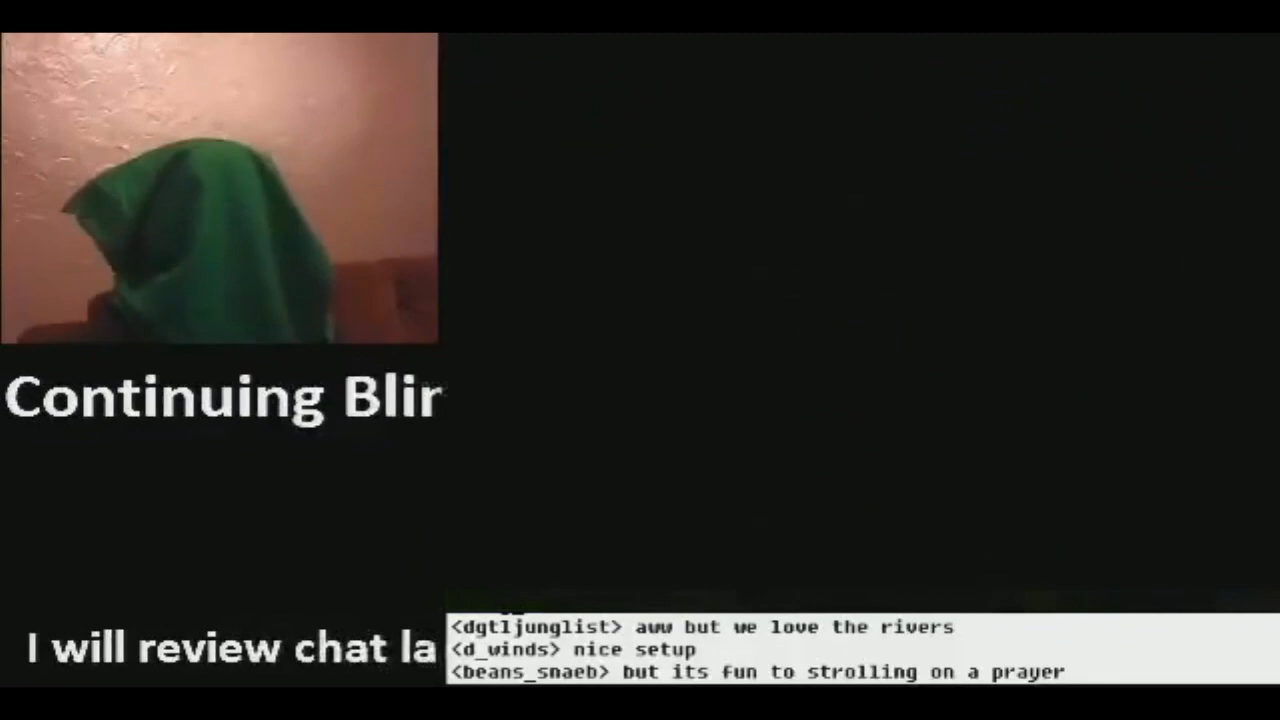 Continuing Blir
I will review chat la
<dgtljunglist> aww but we love the rivers
<d_winds> nice setup
<beans_snaeb> but its fun to strolling on a prayer